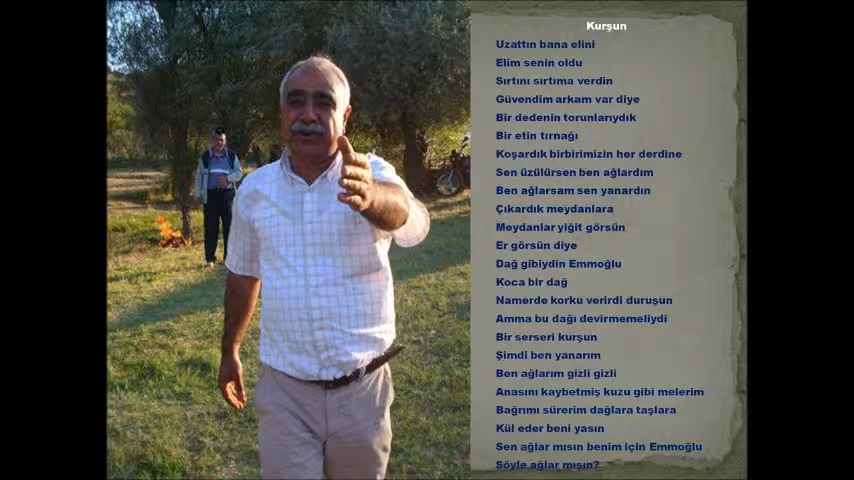 Kurşun
Uzattın bana elini
Elim senin oldu
Sırtını sırtıma verdin
Güvendim arkam var diye
Bir dedenin torunlarıydık
Bir etin tırnağı
Koşardık birbirimizin her derdine
Sen üzülürsen ben ağlardım
Ben ağlarsam sen yanardın
Çıkardık meydanlara
Meydanlar yiğit görsün
Er görsün diye
Dağ gibiydin Emmoğlu
Koca bir dağ
Namerde korku verirdi duruşun
Amma bu dağı devirmemeliydi
Bir serseri kurşun
Şimdi ben yanarım
Ben ağlarım gizli gizli
Anasını kaybetmiş kuzu gibi melerim
Bağrımı sürerim dağlara taşlara
Kül eder beni yasın
Sen ağlar mısın benim için Emmoğlu
Söyle ağlar mısın?